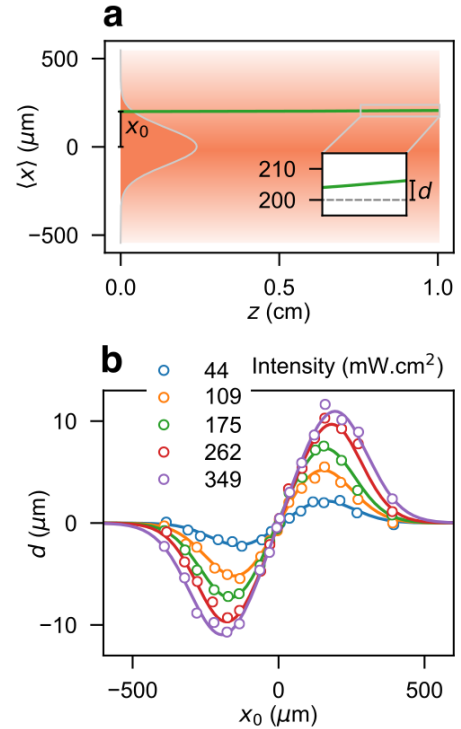 a
500
0
−500
⟨x⟩ (μm)
x₀
210
200
d
0.0
0.5
1.0
z (cm)
b
Intensity (mW.cm²)
44
109
175
262
349
10
0
−10
d (μm)
−500
0
500
x₀ (μm)